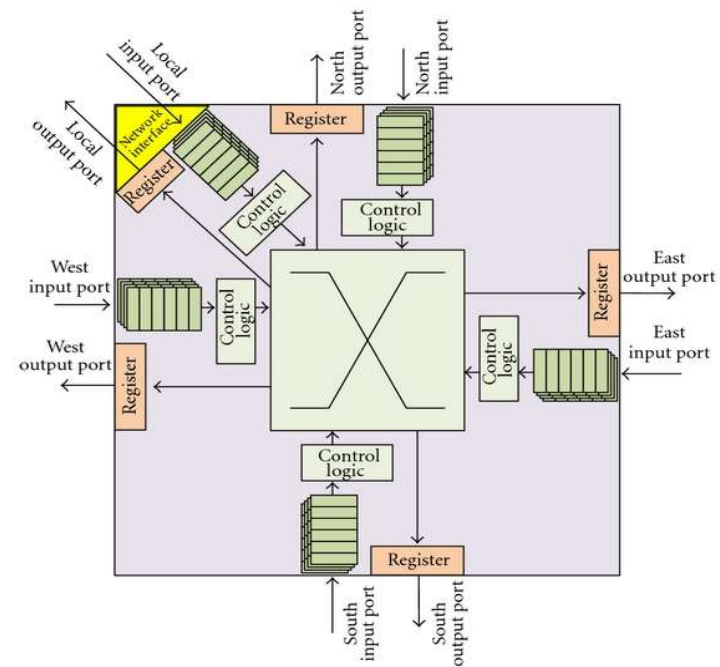 Local
input port
North
output port
North
input port
Local
output port
Network
interface
Register
Register
Control
logic
Control
logic
West
input port
Control
logic
East
output port
Register
West
output port
Register
Control
logic
East
input port
Control
logic
Register
South
input port
South
output port